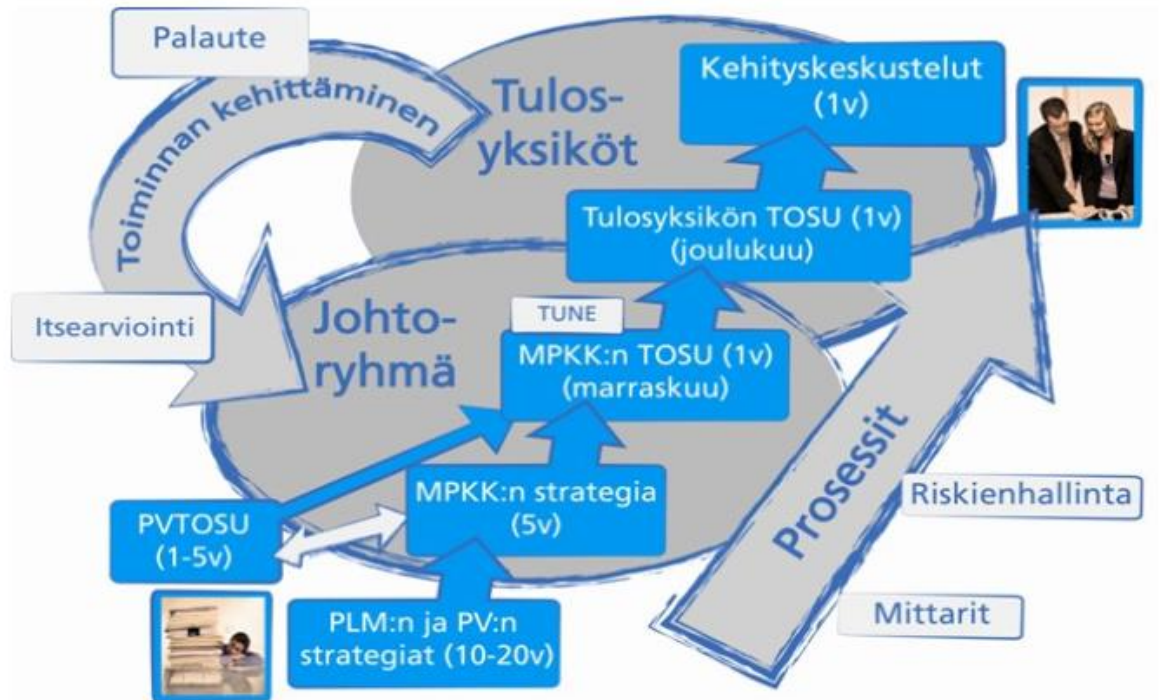 Palaute
Toiminnan kehittäminen
Itsearviointi
Tulos-
yksiköt
Kehityskeskustelut
(1v)
Tulosyksikön TOSU (1v)
(joulukuu)
Johto-
ryhmä
TUNE
MPKK:n TOSU (1v)
(marraskuu)
MPKK:n strategia
(5v)
PVTOSU
(1-5v)
PLM:n ja PV:n
strategiat (10-20v)
Prosessit
Riskienhallinta
Mittarit